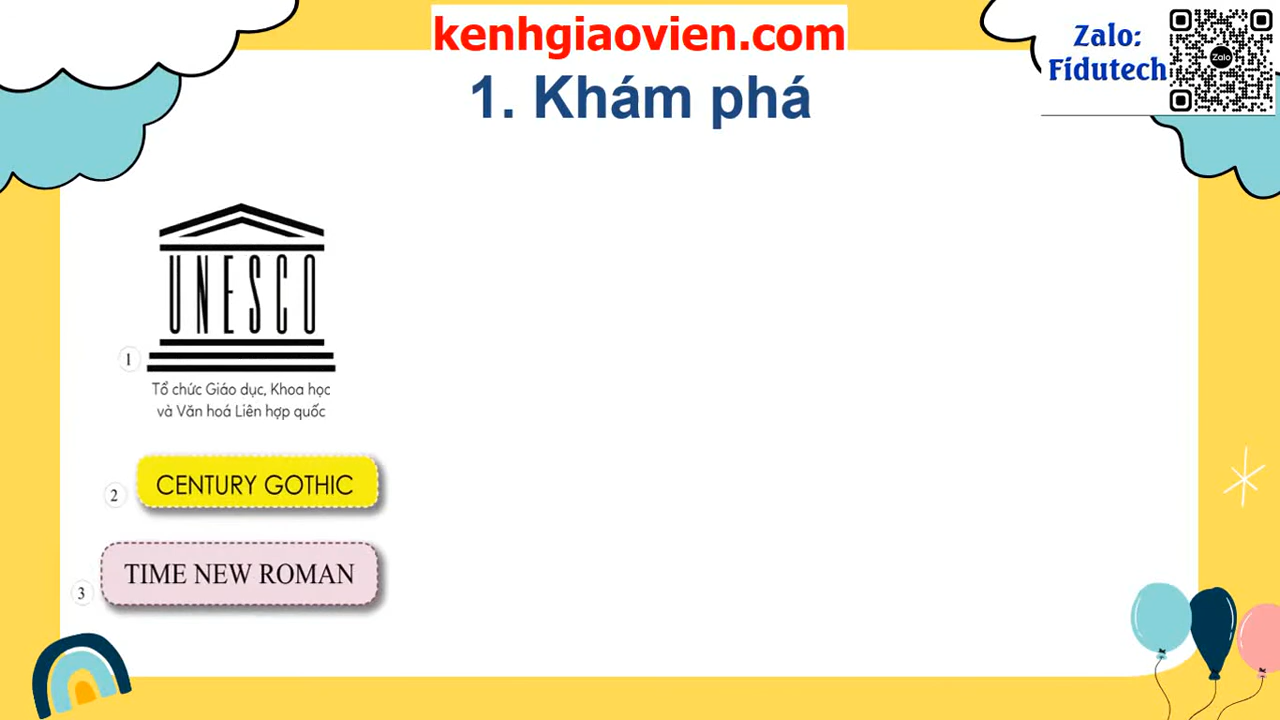 kenhgiaovien.com
Zalo:
Fidutech
Zalo
1. Khám phá
UNESCO
1
Tổ chức Giáo dục, Khoa học
và Văn hoá Liên hợp quốc
2 CENTURY GOTHIC
3 TIME NEW ROMAN